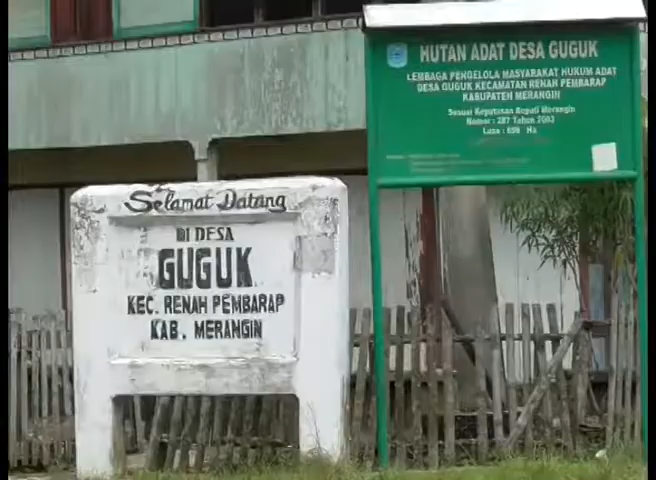 Selamat Datang
DI DESA
GUGUK
KEC. RENAH PEMBARAP
KAB. MERANGIN
HUTAN ADAT DESA GUGUK
LEMBAGA PENGELOLA MASYARAKAT HUKUM ADAT
DESA GUGUK KECAMATAN RENAH PEMBARAP
KABUPATEN MERANGIN
Sesuai Keputusan Bupati Merangin
Nomor : 287 Tahun 2003
Luas : 690 Ha